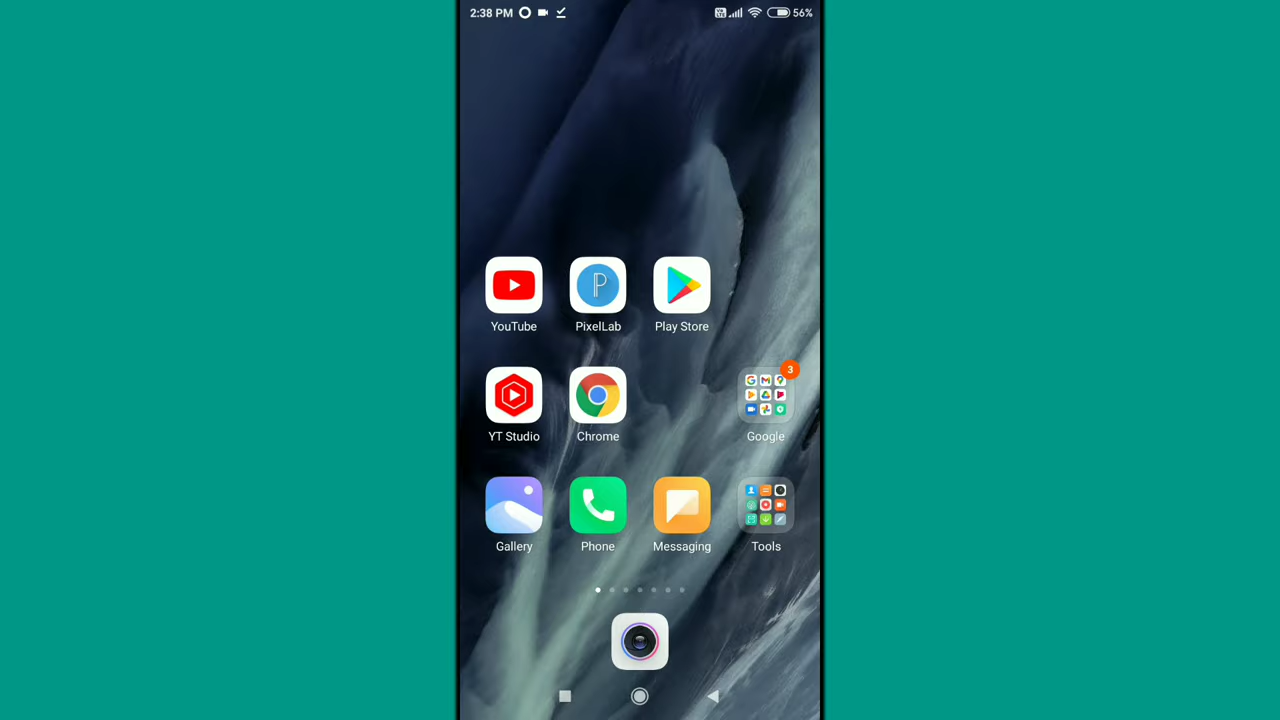 2:38 PM
56%
YouTube
PixelLab
Play Store
3
YT Studio
Chrome
Google
Gallery
Phone
Messaging
Tools